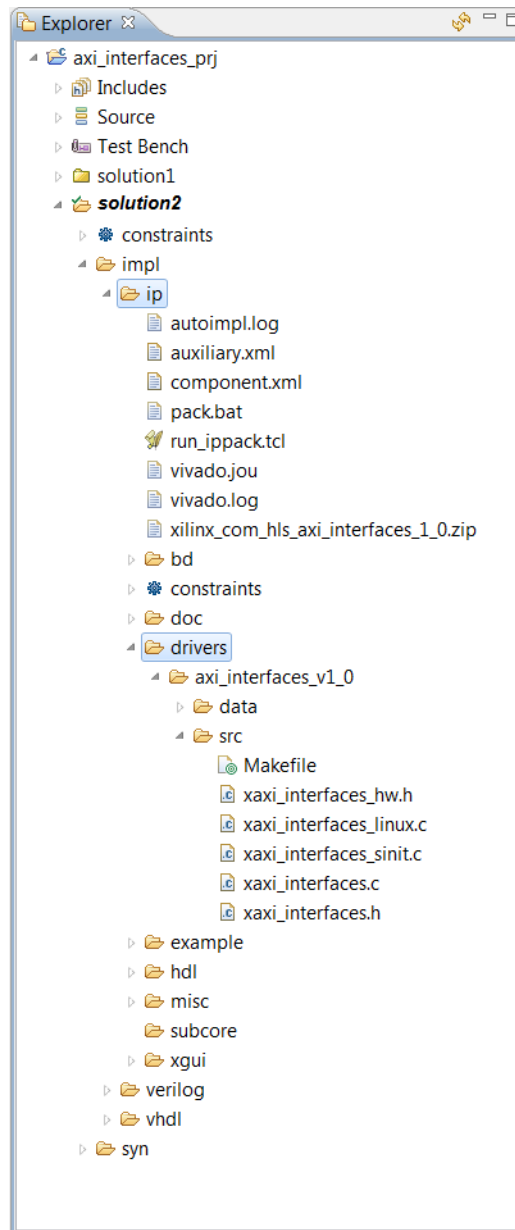 Explorer
axi_interfaces_prj
Includes
Source
Test Bench
solution1
solution2
constraints
impl
ip
autoimpl.log
auxiliary.xml
component.xml
pack.bat
run_ippack.tcl
vivado.jou
vivado.log
xilinx_com_hls_axi_interfaces_1_0.zip
bd
constraints
doc
drivers
axi_interfaces_v1_0
data
src
Makefile
xaxi_interfaces_hw.h
xaxi_interfaces_linux.c
xaxi_interfaces_sinit.c
xaxi_interfaces.c
xaxi_interfaces.h
example
hdl
misc
subcore
xgui
verilog
vhdl
syn